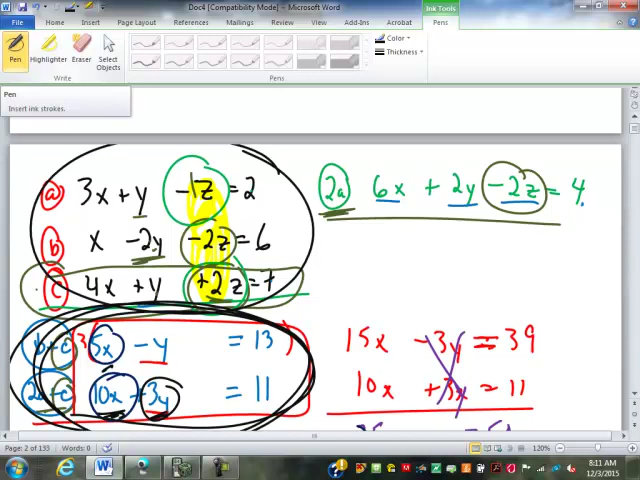 Doc4 [Compatibility Mode] - Microsoft Word
Ink Tools
File Home Insert Page Layout References Mailings Review View Add-Ins Acrobat Pens
Pen Highlighter Eraser Select Objects
Color
Thickness
Write
Pens
Pen
Insert ink strokes.
a 3x + y -1z = 2
2a 6x + 2y -2z = 4
b x -2y -2z = 6
c 4x + y +2z = 7
b+c 3( 5x - y = 13 )
15x -3y = 39
2a+c 10x +3y = 11
10x +3x = 11
Page: 2 of 133 Words: 0
120%
8:11 AM
12/3/2015